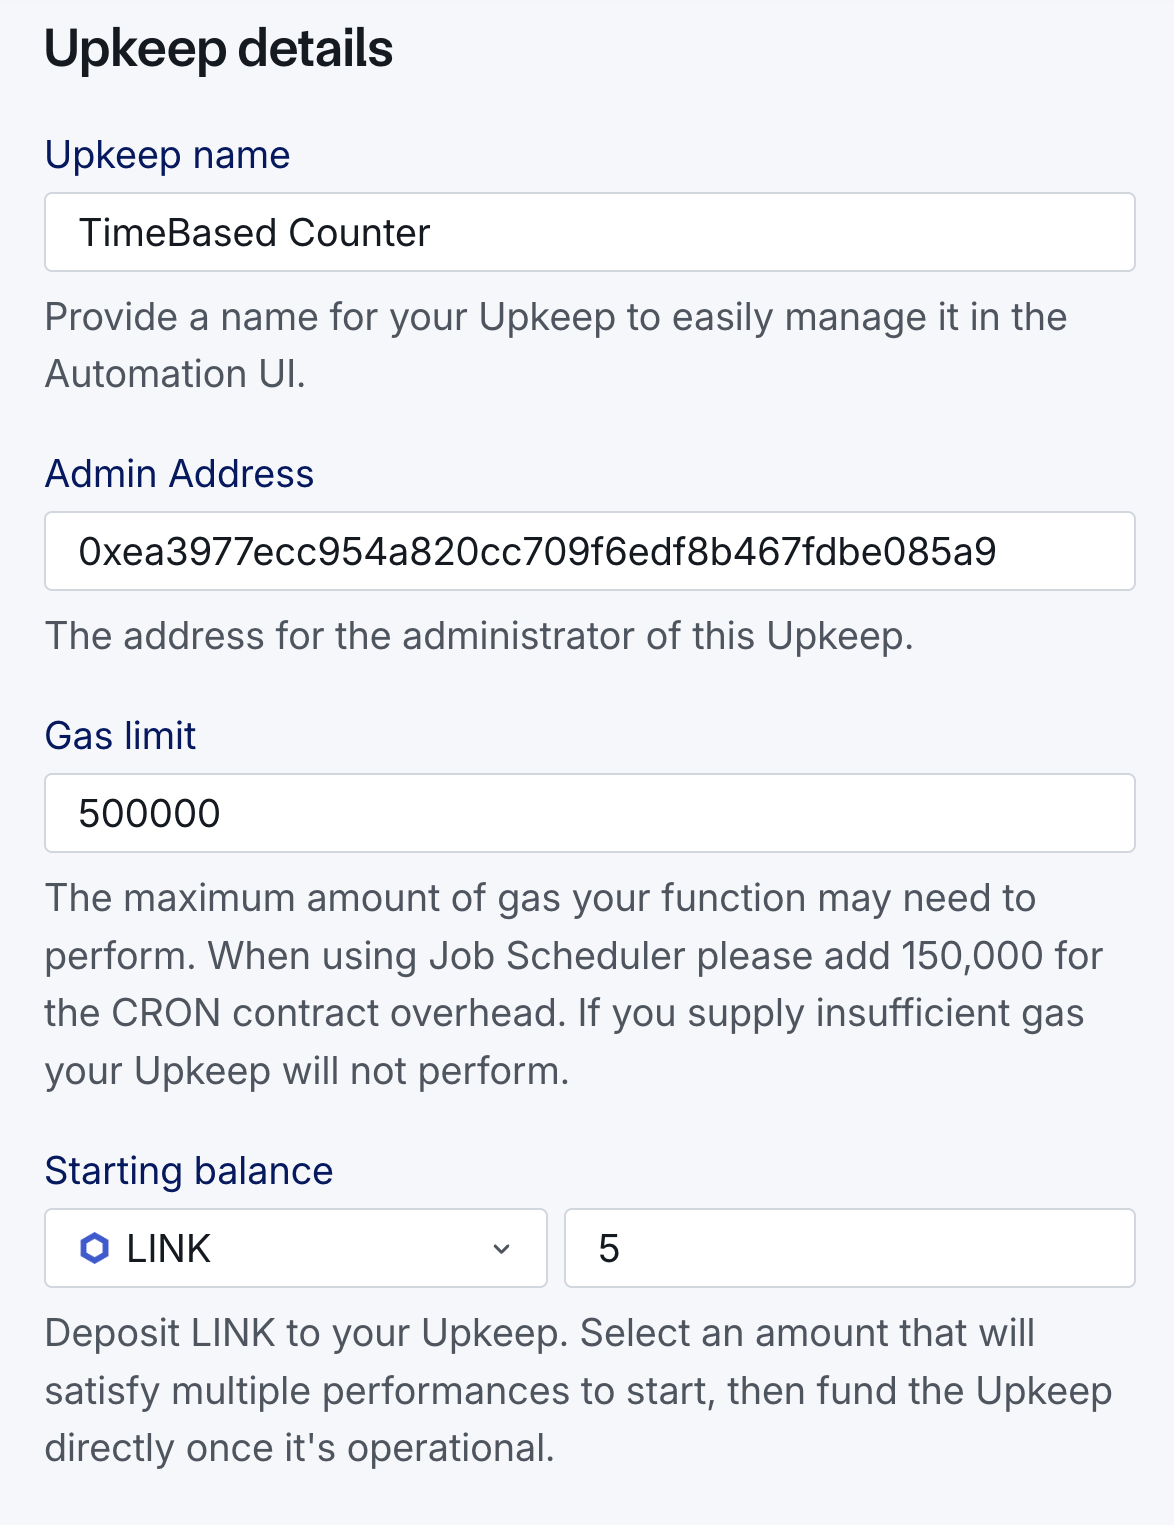 Upkeep details
Upkeep name
TimeBased Counter
Provide a name for your Upkeep to easily manage it in the
Automation UI.
Admin Address
0xea3977ecc954a820cc709f6edf8b467fdbe085a9
The address for the administrator of this Upkeep.
Gas limit
500000
The maximum amount of gas your function may need to
perform. When using Job Scheduler please add 150,000 for
the CRON contract overhead. If you supply insufficient gas
your Upkeep will not perform.
Starting balance
LINK 5
Deposit LINK to your Upkeep. Select an amount that will
satisfy multiple performances to start, then fund the Upkeep
directly once it's operational.